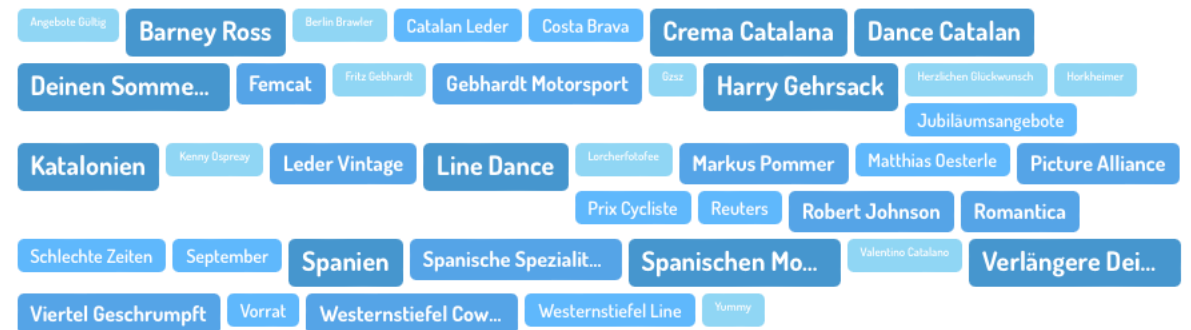 Angebote Gültig Barney Ross Berlin Brawler Catalan Leder Costa Brava Crema Catalana Dance Catalan
Deinen Somme... Femcat Fritz Gebhardt Gebhardt Motorsport Gzsz Harry Gehrsack Herzlichen Glückwunsch Horkheimer
Jubiläumsangebote
Katalonien Kenny Ospreay Leder Vintage Line Dance Lorcherfotofee Markus Pommer Matthias Oesterle Picture Alliance
Prix Cycliste Reuters Robert Johnson Romantica
Schlechte Zeiten September Spanien Spanische Spezialit... Spanischen Mo... Valentino Catalano Verlängere Dei...
Viertel Geschrumpft Vorrat Westernstiefel Cow... Westernstiefel Line Yummy